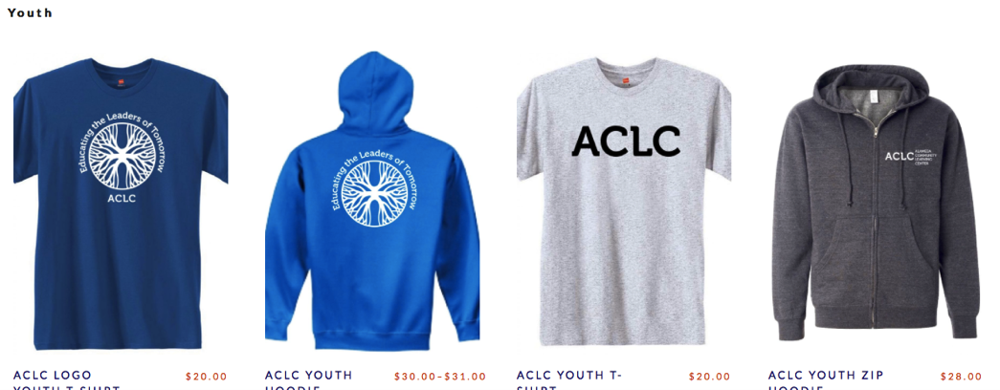 Youth
Educating the Leaders of Tomorrow
ACLC
Educating the Leaders of Tomorrow
ACLC
ACLC ALAMEDA
COMMUNITY
LEARNING
CENTER
ACLC LOGO
YOUTH T-SHIRT
$20.00
ACLC YOUTH
HOODIE
$30.00–$31.00
ACLC YOUTH T-
SHIRT
$20.00
ACLC YOUTH ZIP
HOODIE
$28.00